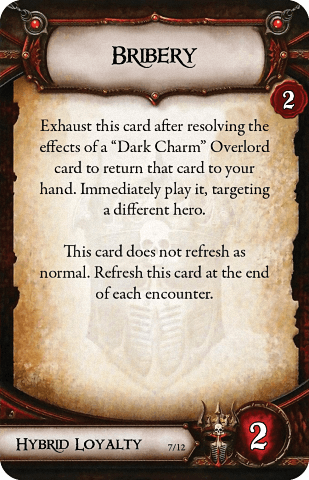 Bribery
2
Exhaust this card after resolving the
effects of a “Dark Charm” Overlord
card to return that card to your
hand. Immediately play it, targeting
a different hero.
This card does not refresh as
normal. Refresh this card at the end
of each encounter.
Hybrid Loyalty
7/12
2